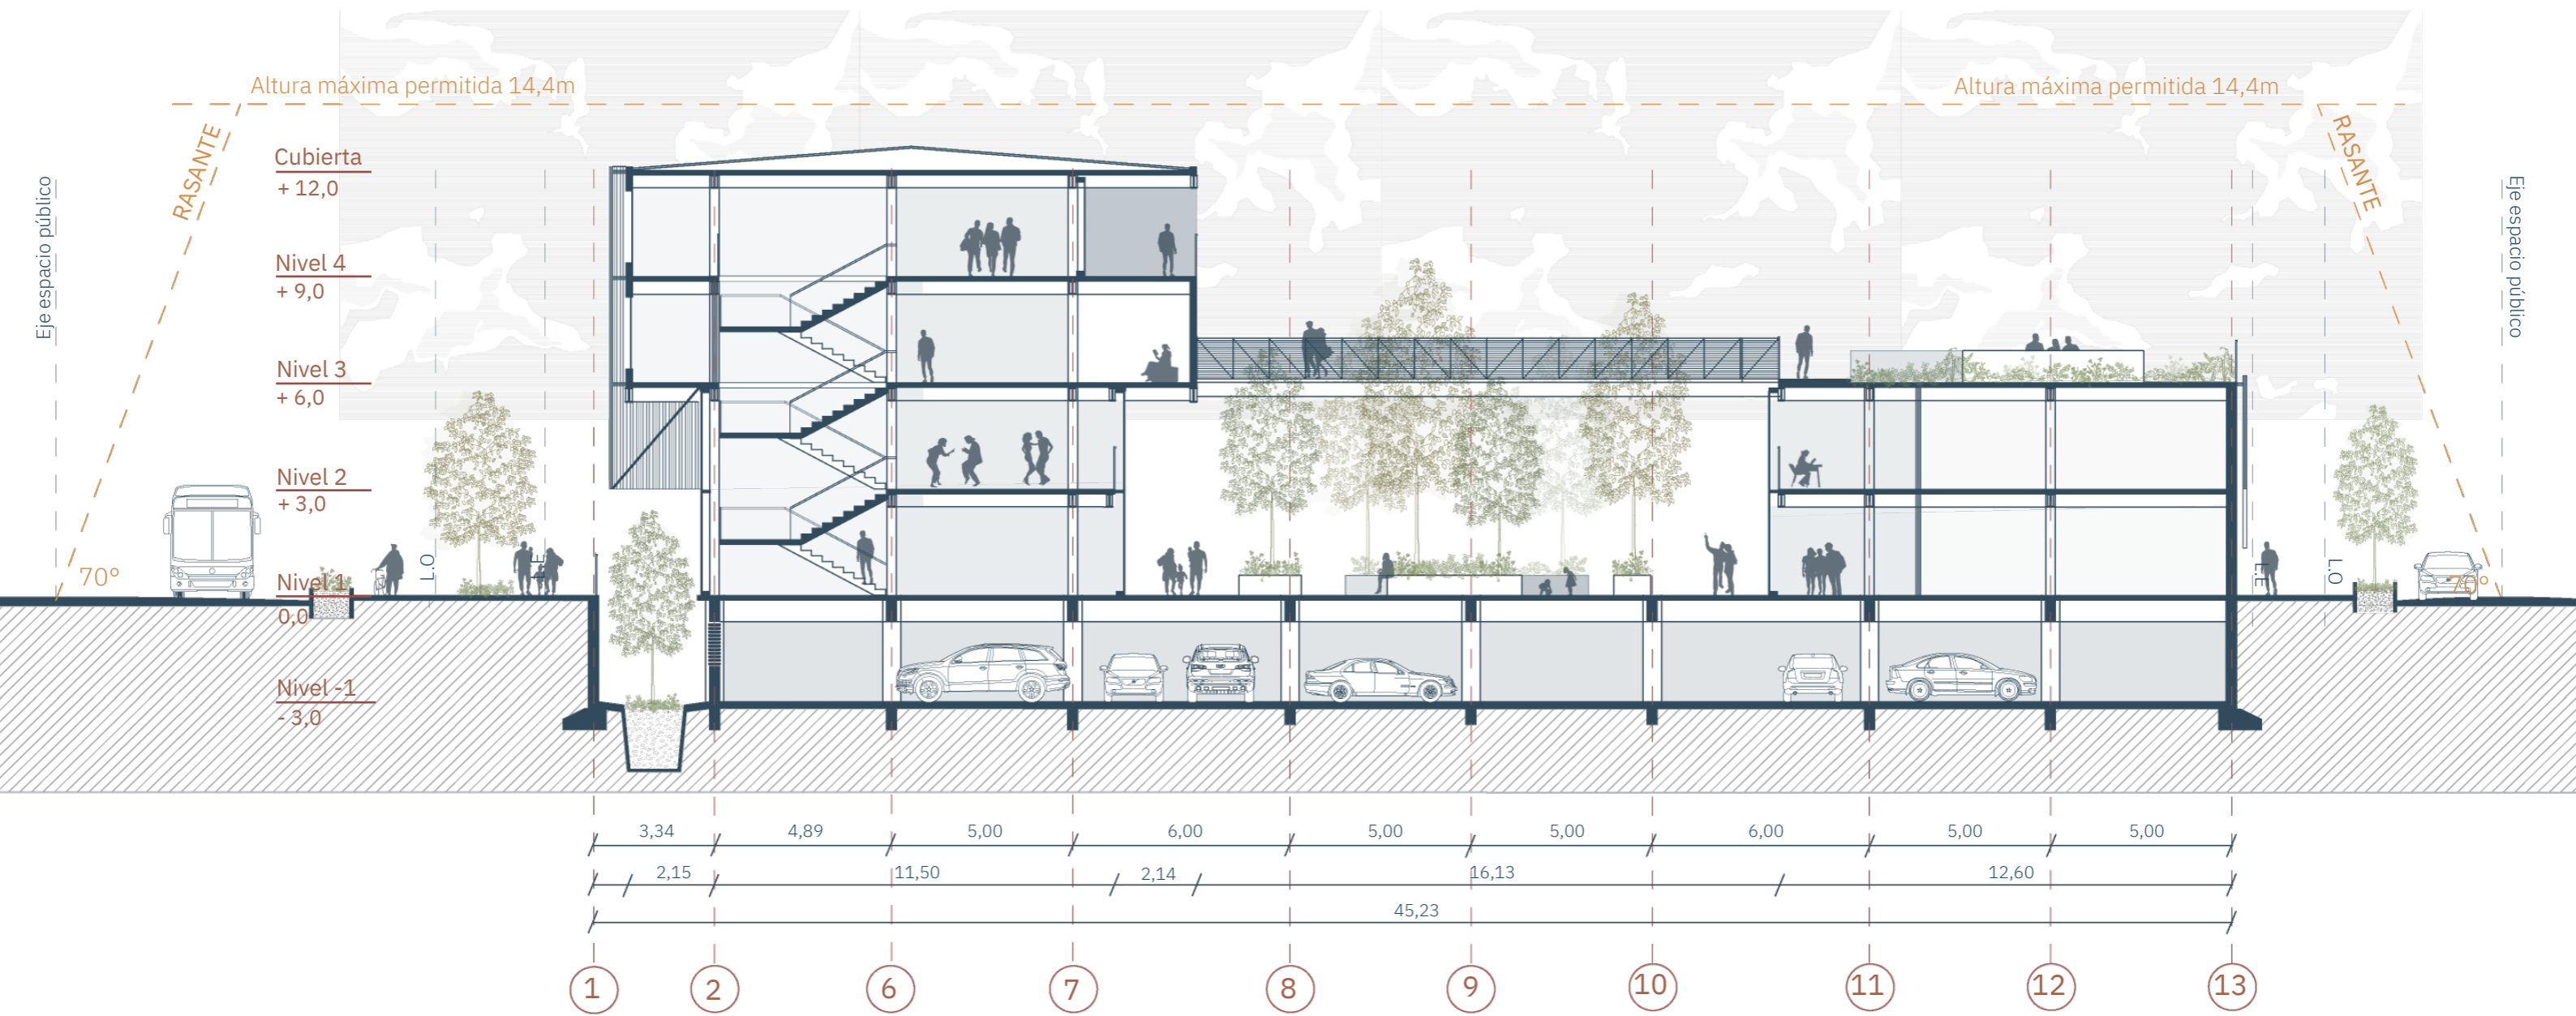 Altura máxima permitida 14,4m
Altura máxima permitida 14,4m
RASANTE
RASANTE
Eje espacio público
Eje espacio público
Cubierta
+ 12,0
Nivel 4
+ 9,0
Nivel 3
+ 6,0
Nivel 2
+ 3,0
Nivel 1
0,0
Nivel -1
- 3,0
70°
70°
L.O
L.E
L.E
L.O
3,34
4,89
5,00
6,00
5,00
5,00
6,00
5,00
5,00
2,15
11,50
2,14
16,13
12,60
45,23
1
2
6
7
8
9
10
11
12
13